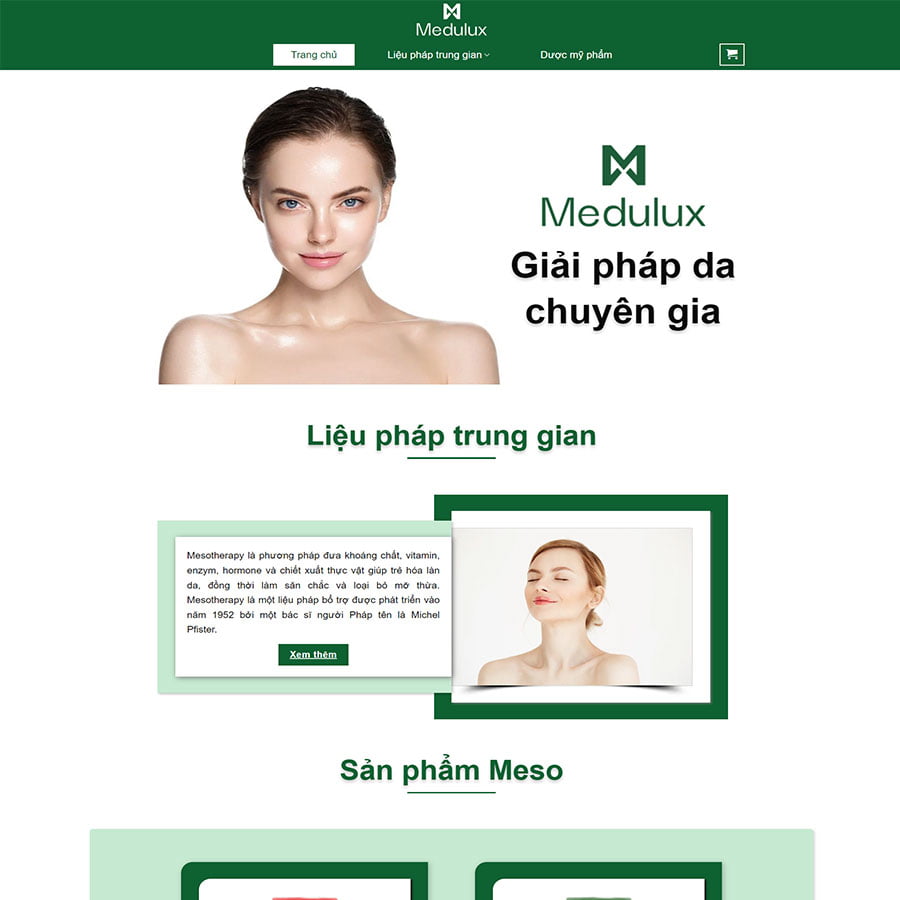 Medulux
Trang chủ
Liệu pháp trung gian
Dược mỹ phẩm
Medulux
Giải pháp da
chuyên gia
Liệu pháp trung gian
Mesotherapy là phương pháp đưa khoáng chất, vitamin,
enzym, hormone và chiết xuất thực vật giúp trẻ hóa làn
da, đồng thời làm săn chắc và loại bỏ mỡ thừa.
Mesotherapy là một liệu pháp bổ trợ được phát triển vào
năm 1952 bởi một bác sĩ người Pháp tên là Michel
Pfister.
Xem thêm
Sản phẩm Meso